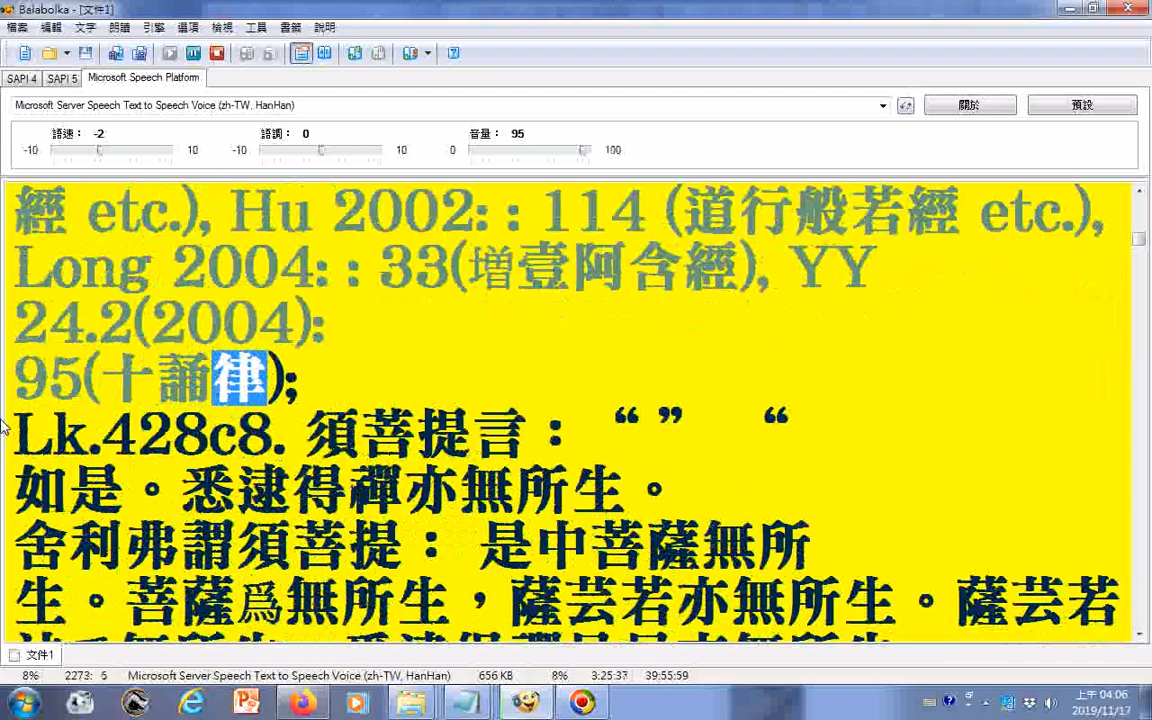 Balabolka - [文件1]
檔案 編輯 文字 朗讀 引擎 選項 檢視 工具 書籤 說明
SAPI 4 SAPI 5 Microsoft Speech Platform
Microsoft Server Speech Text to Speech Voice (zh-TW, HanHan) 關於 預設
語速： -2 語調： 0 音量： 95
-10 10 -10 10 0 100
經 etc.), Hu 2002: : 114 (道行般若經 etc.),
Long 2004: : 33(增壹阿含經), YY
24.2(2004):
95(十誦律);
Lk.428c8. 須菩提言： “ ” “
如是。悉逮得禪亦無所生。
舍利弗謂須菩提： 是中菩薩無所
生。菩薩爲無所生，薩芸若亦無所生。薩芸若
文件1
8% 2273: 6 Microsoft Server Speech Text to Speech Voice (zh-TW, HanHan) 656 KB 8% 3:25:37 39:55:59
上午 04:06
2019/11/17